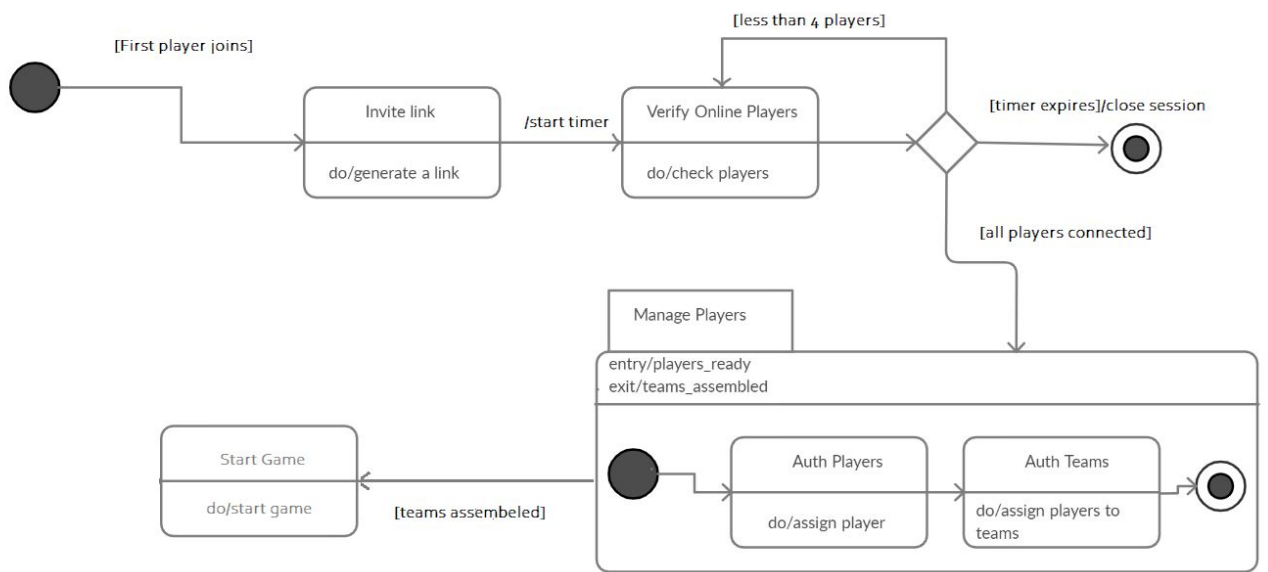 [less than 4 players]
[First player joins]
Invite link
do/generate a link
/start timer
Verify Online Players
do/check players
[timer expires]/close session
[all players connected]
Manage Players
entry/players_ready
exit/teams_assembled
Auth Players
do/assign player
Auth Teams
do/assign players to
teams
Start Game
do/start game
[teams assembeled]